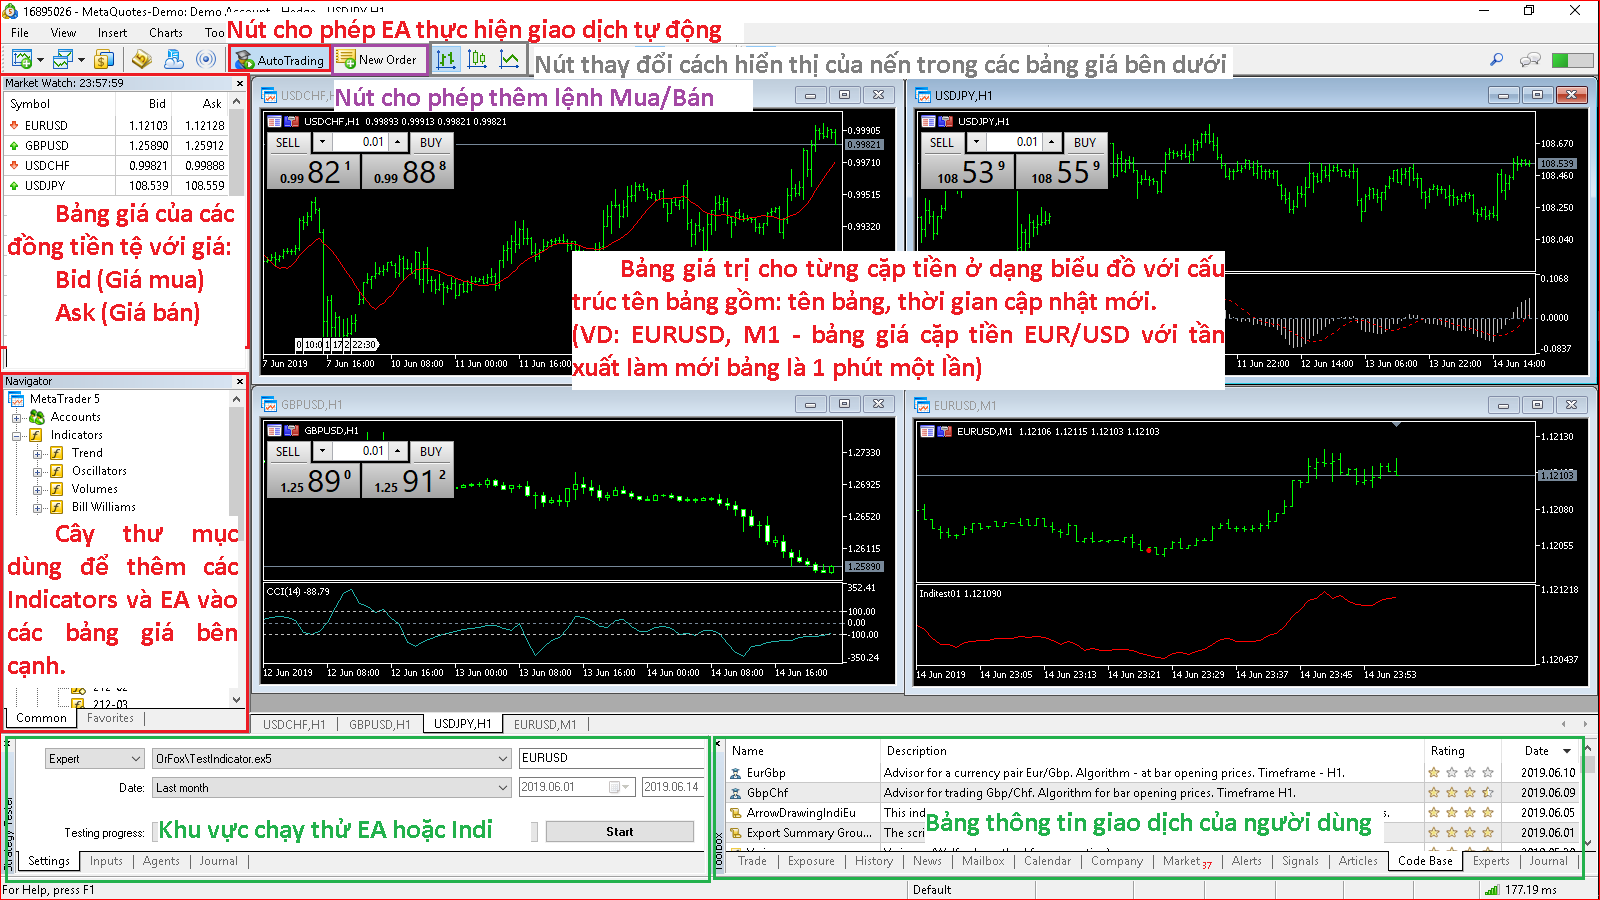 16895026 - MetaQuotes-Demo: Demo Account - Hedge - USDJPY,H1
Nút cho phép EA thực hiện giao dịch tự động
File View Insert Charts
AutoTrading New Order
Nút thay đổi cách hiển thị của nến trong các bảng giá bên dưới
Nút cho phép thêm lệnh Mua/Bán
Market Watch: 23:57:59
Symbol Bid Ask
EURUSD 1.12103 1.12128
GBPUSD 1.25890 1.25912
USDCHF 0.99821 0.99888
USDJPY 108.539 108.559
Bảng giá của các
đồng tiền tệ với giá:
Bid (Giá mua)
Ask (Giá bán)
Navigator
MetaTrader 5
Accounts
Indicators
Trend
Oscillators
Volumes
Bill Williams
Cây thư mục
dùng để thêm các
Indicators và EA vào
các bảng giá bên
cạnh.
212-02
212-03
Common Favorites
USDCHF,H1 0.99893 0.99913 0.99821 0.99821
SELL 0.01 BUY
0.99 82 1 0.99 88 8
0.99905
0.99821
0.99710
0.99515
0.99320
22:30
7 Jun 2019 7 Jun 16:00 10 Jun 08:00 11 Jun 00:00 11 Jun 16:00
USDJPY,H1
USDJPY,H1
SELL 0.01 BUY
108 53 9 108 55 9
108.670
108.539
108.460
108.250
108.040
0.1068
0.0000
-0.0837
11 Jun 22:00 12 Jun 14:00 13 Jun 06:00 13 Jun 22:00 14 Jun 14:00
Bảng giá trị cho từng cặp tiền ở dạng biểu đồ với cấu
trúc tên bảng gồm: tên bảng, thời gian cập nhật mới.
(VD: EURUSD, M1 - bảng giá cặp tiền EUR/USD với tần
xuất làm mới bảng là 1 phút một lần)
GBPUSD,H1
GBPUSD,H1
SELL 0.01 BUY
1.25 89 0 1.25 91 2
1.27330
1.26925
1.26520
1.26115
1.25890
CCI(14) -88.79
352.41
100.00
0.00
-100.00
-350.24
12 Jun 2019 12 Jun 08:00 12 Jun 16:00 13 Jun 00:00 13 Jun 08:00 13 Jun 16:00 14 Jun 00:00 14 Jun 08:00 14 Jun 16:00
EURUSD,M1
EURUSD,M1 1.12106 1.12115 1.12103 1.12103
1.12130
1.12103
1.12080
1.12055
Inditest01 1.121090
1.121218
1.120437
14 Jun 2019 14 Jun 23:05 14 Jun 23:13 14 Jun 23:21 14 Jun 23:29 14 Jun 23:37 14 Jun 23:45 14 Jun 23:53
USDCHF,H1 GBPUSD,H1 USDJPY,H1 EURUSD,M1
Expert OrFox\TestIndicator.ex5 EURUSD
Date: Last month 2019.06.01 2019.06.14
Testing progress: Khu vực chạy thử EA hoặc Indi Start
Settings Inputs Agents Journal
Strategy Tester
Name Description Rating Date
EurGbp Advisor for a currency pair Eur/Gbp. Algorithm - at bar opening prices. Timeframe - H1. 2019.06.10
GbpChf Advisor for trading Gbp/Chf. Algorithm for bar opening prices. Timeframe H1. 2019.06.09
ArrowDrawingIndiEu This ind 2019.06.05
Export Summary Grou... The scri 2019.06.01
Bảng thông tin giao dịch của người dùng
Toolbox
Trade Exposure History News Mailbox Calendar Company Market 37 Alerts Signals Articles Code Base Experts Journal
For Help, press F1 Default 177.19 ms